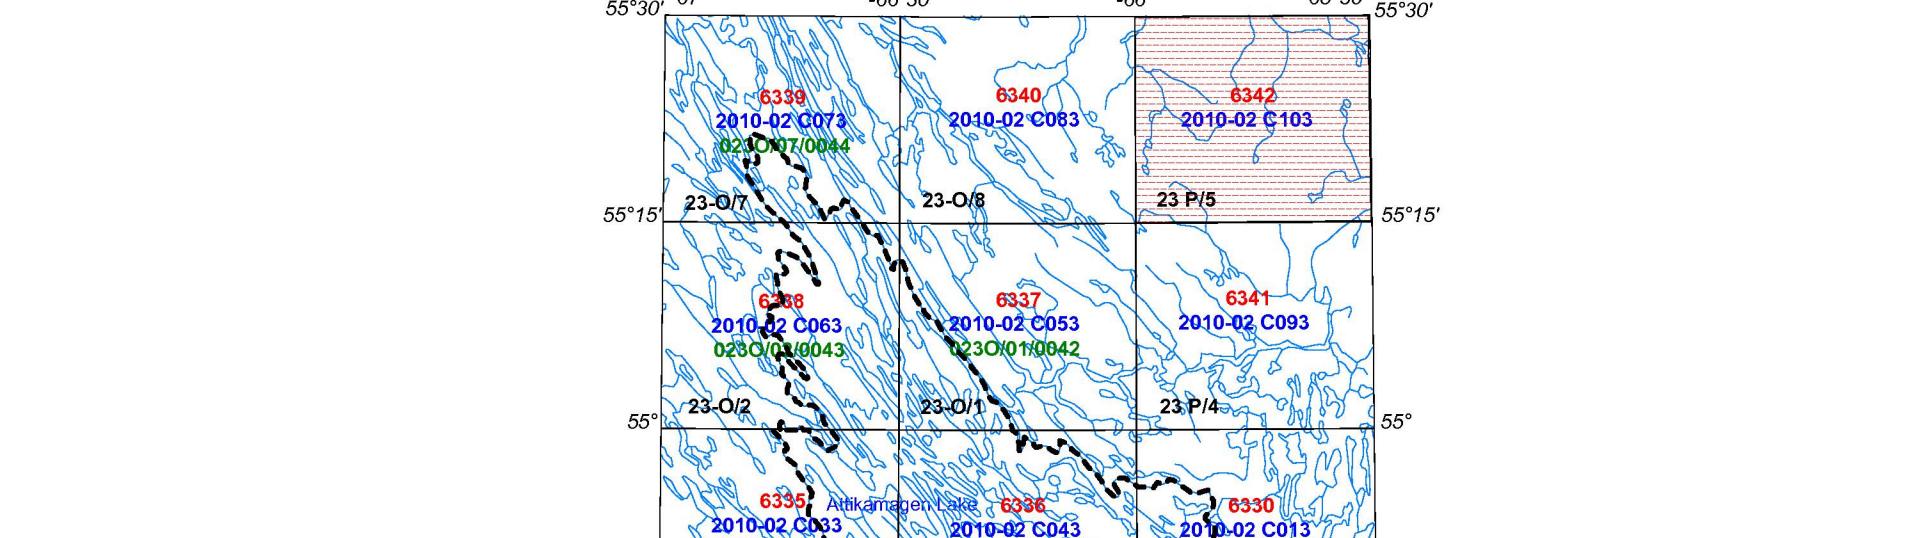 55°30'
55°30'
6339
2010-02 C073
023O/07/0044
23-O/7
6340
2010-02 C083
23-O/8
6342
2010-02 C103
23 P/5
55°15'
55°15'
6338
2010-02 C063
23-O/2
6337
2010-02 C053
023O/01/0042
23-O/1
6341
2010-02 C093
23 P/4
55°
55°
6335
2010-02 C033
Attikamagen Lake
6336
2010-02 C043
6330
2010-02 C013